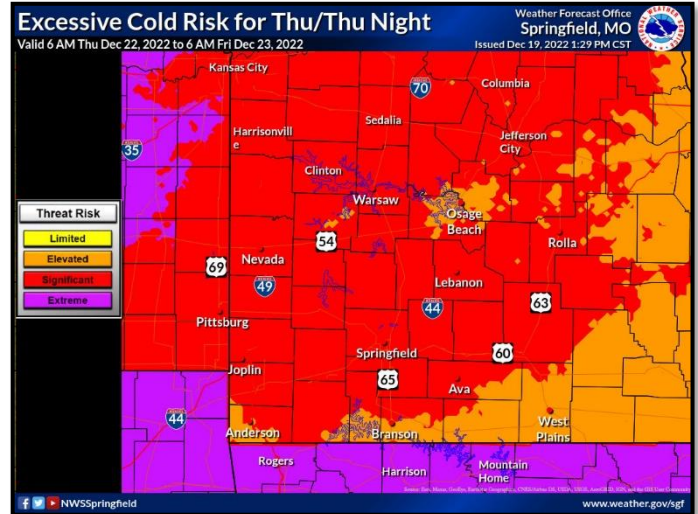 Excessive Cold Risk for Thu/Thu Night
Valid 6 AM Thu Dec 22, 2022 to 6 AM Fri Dec 23, 2022
Weather Forecast Office
Springfield, MO
Issued Dec 19, 2022 1:29 PM CST
Kansas City
70
Columbia
Sedalia
Harrisonvill
e
Jefferson
City
35
Clinton
Warsaw
Osage
Beach
Threat Risk
Limited
Elevated
Significant
Extreme
54
Rolla
69
Nevada
49
Lebanon
44
63
Pittsburg
Springfield
60
Joplin
65
Ava
44
Anderson
Branson
West
Plains
Rogers
Harrison
Mountain
Home
NWSSpringfield
www.weather.gov/sgf